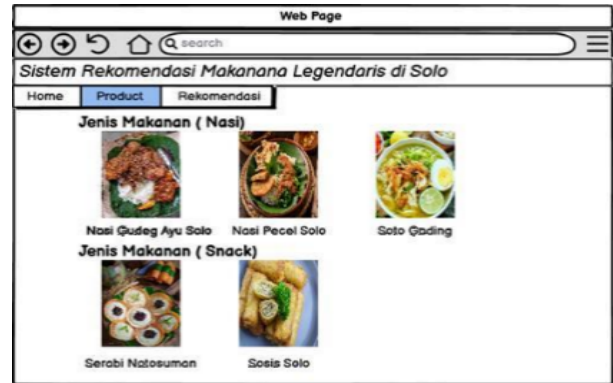 Web Page
search
Sistem Rekomendasi Makanana Legendaris di Solo
Home Product Rekomendasi
Jenis Makanan ( Nasi)
Nasi Gudeg Ayu Solo Nasi Pecel Solo Soto Gading
Jenis Makanan ( Snack)
Serabi Notosuman Sosis Solo